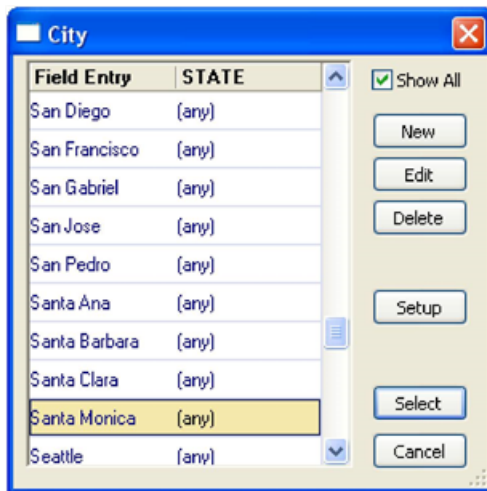 City
Field Entry STATE
Show All
San Diego (any)
San Francisco (any)
New
San Gabriel (any)
Edit
San Jose (any)
Delete
San Pedro (any)
Santa Ana (any)
Setup
Santa Barbara (any)
Santa Clara (any)
Santa Monica (any)
Select
Seattle (any)
Cancel